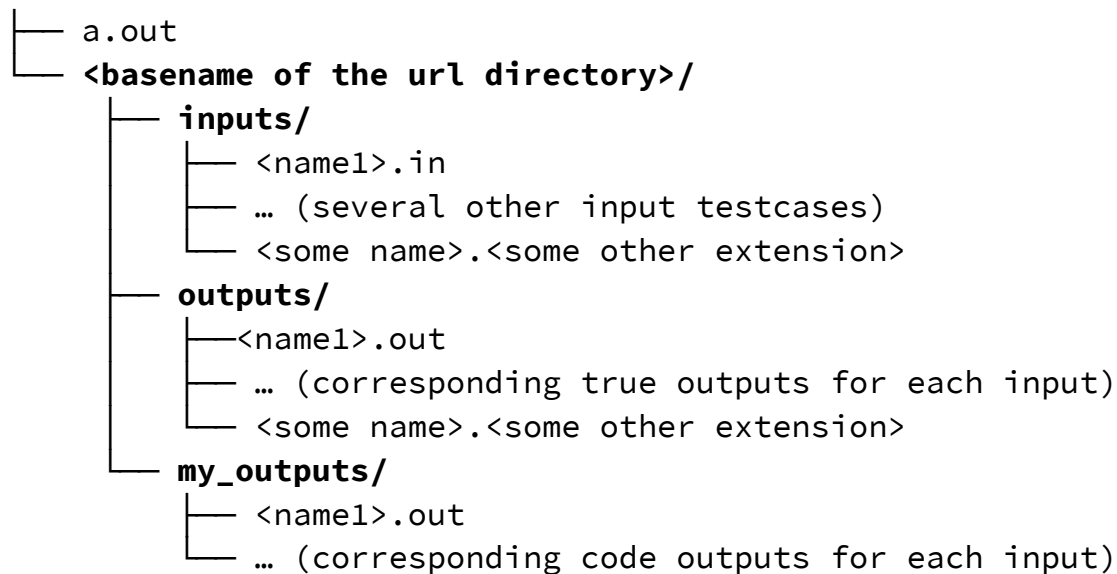 ├── a.out
└── <basename of the url directory>/
├── inputs/
│ ├── <name1>.in
│ ├── … (several other input testcases)
│ └── <some name>.<some other extension>
├── outputs/
│ ├──<name1>.out
│ ├── … (corresponding true outputs for each input)
│ └── <some name>.<some other extension>
└── my_outputs/
├── <name1>.out
└── … (corresponding code outputs for each input)